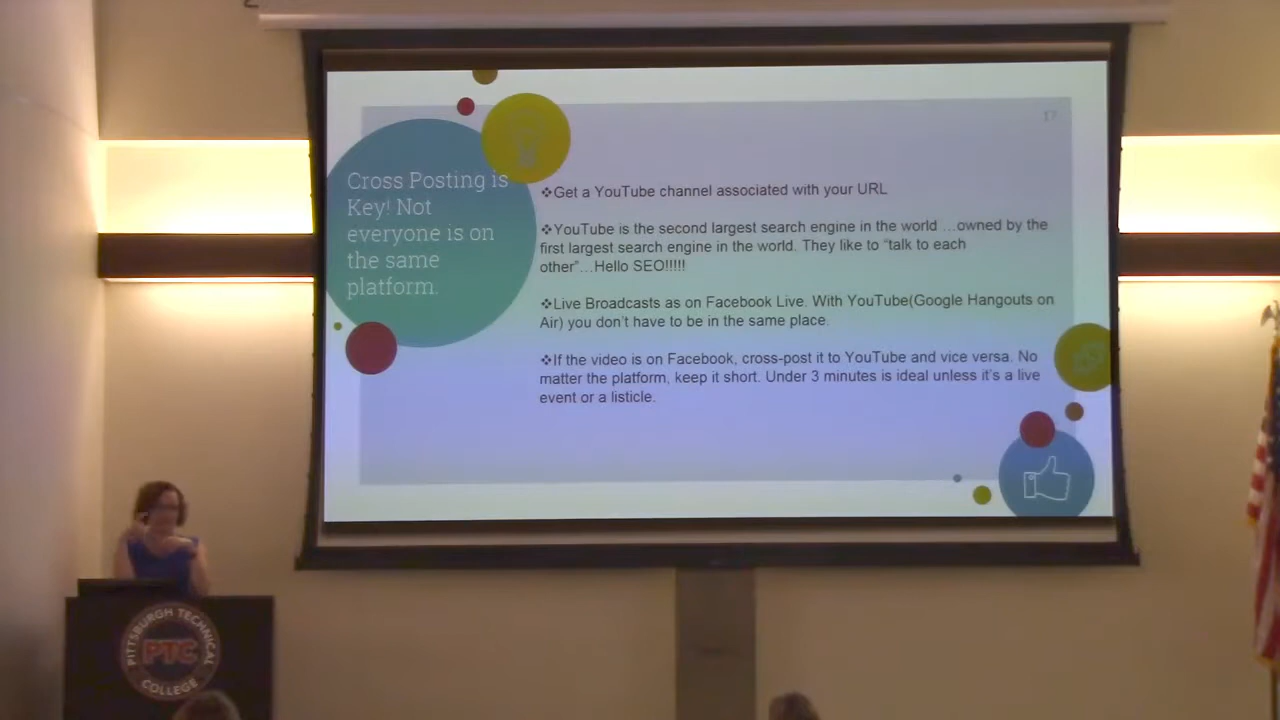 17
Cross Posting is
Key! Not
everyone is on
the same
platform.
❖Get a YouTube channel associated with your URL
❖YouTube is the second largest search engine in the world …owned by the
first largest search engine in the world. They like to “talk to each
other”…Hello SEO!!!!!
❖Live Broadcasts as on Facebook Live. With YouTube(Google Hangouts on
Air) you don’t have to be in the same place.
❖If the video is on Facebook, cross-post it to YouTube and vice versa. No
matter the platform, keep it short. Under 3 minutes is ideal unless it’s a live
event or a listicle.
PITTSBURGH TECHNICAL
PTC
COLLEGE